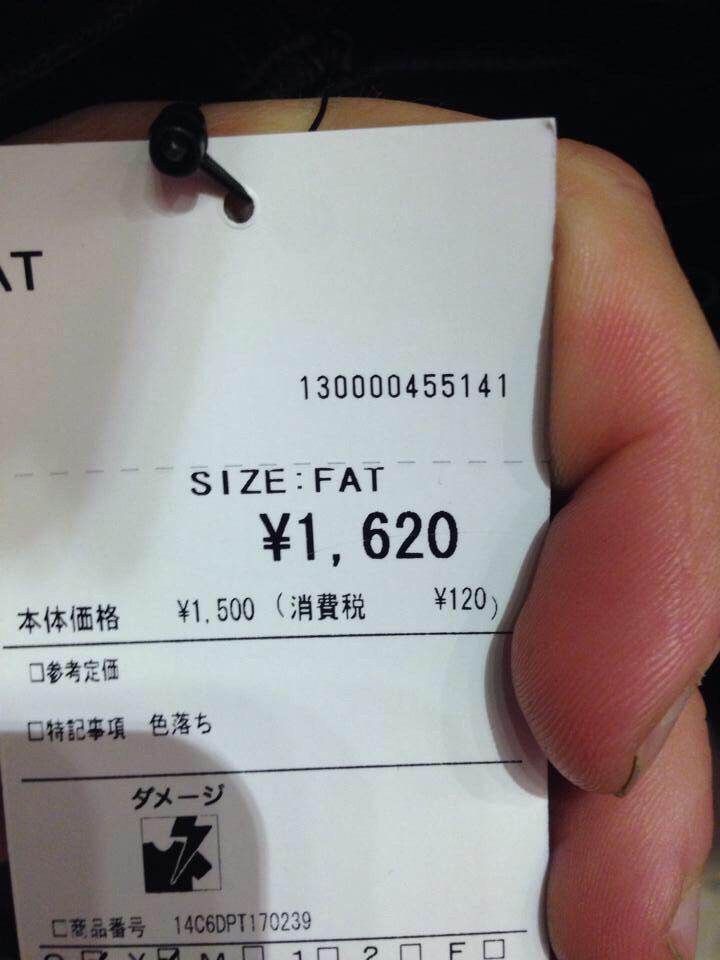 AT
130000455141
SIZE:FAT
¥1,620
本体価格 ¥1,500 (消費税 ¥120)
□参考定価
□特記事項 色落ち
ダメージ
□商品番号 14C6DPT170239